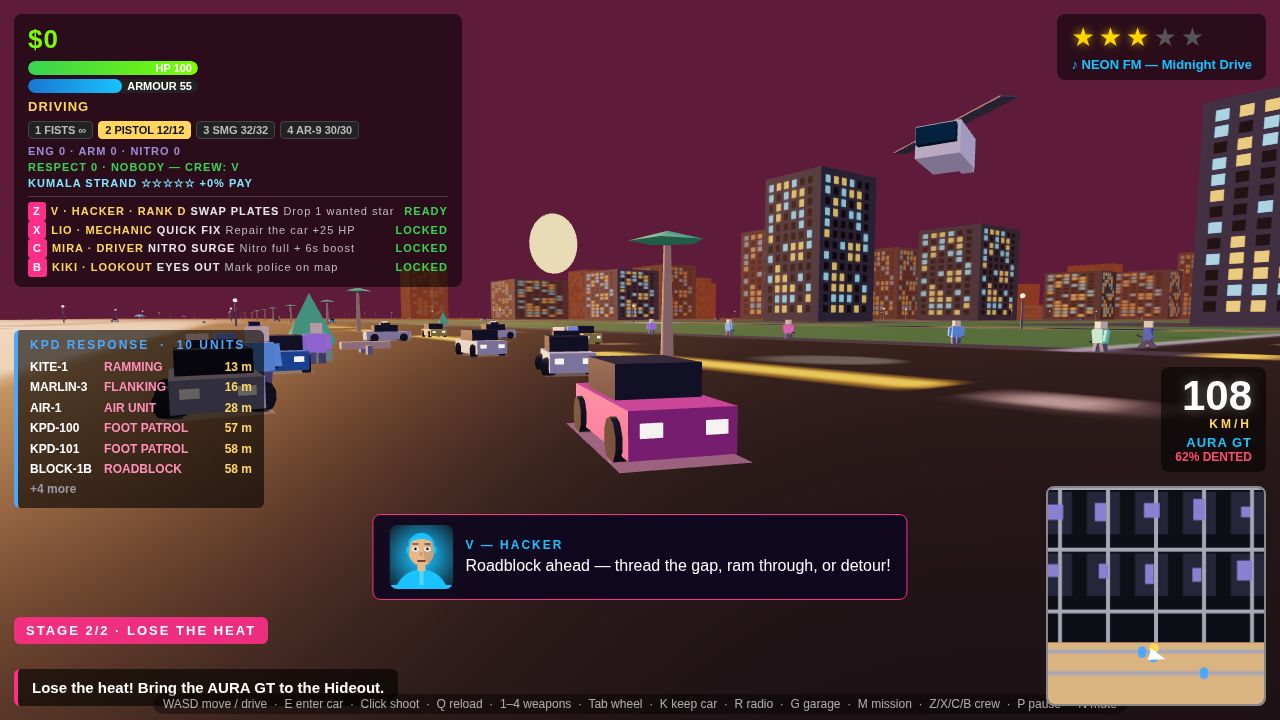 $0
HP 100
ARMOUR 55
DRIVING
1 FISTS ∞ 2 PISTOL 12/12 3 SMG 32/32 4 AR-9 30/30
ENG 0 · ARM 0 · NITRO 0
RESPECT 0 · NOBODY — CREW: V
KUMALA STRAND ☆☆☆☆☆ +0% PAY
Z V · HACKER · RANK D SWAP PLATES Drop 1 wanted star READY
X LIO · MECHANIC QUICK FIX Repair the car +25 HP LOCKED
C MIRA · DRIVER NITRO SURGE Nitro full + 6s boost LOCKED
B KIKI · LOOKOUT EYES OUT Mark police on map LOCKED
★★★★★
♪ NEON FM — Midnight Drive
KPD RESPONSE · 10 UNITS
KITE-1 RAMMING 13 m
MARLIN-3 FLANKING 16 m
AIR-1 AIR UNIT 28 m
KPD-100 FOOT PATROL 57 m
KPD-101 FOOT PATROL 58 m
BLOCK-1B ROADBLOCK 58 m
+4 more
108
KM/H
AURA GT
62% DENTED
V — HACKER
Roadblock ahead — thread the gap, ram through, or detour!
STAGE 2/2 · LOSE THE HEAT
Lose the heat! Bring the AURA GT to the Hideout.
WASD move / drive · E enter car · Click shoot · Q reload · 1–4 weapons · Tab wheel · K keep car · R radio · G garage · M mission · Z/X/C/B crew · P pause · N mute